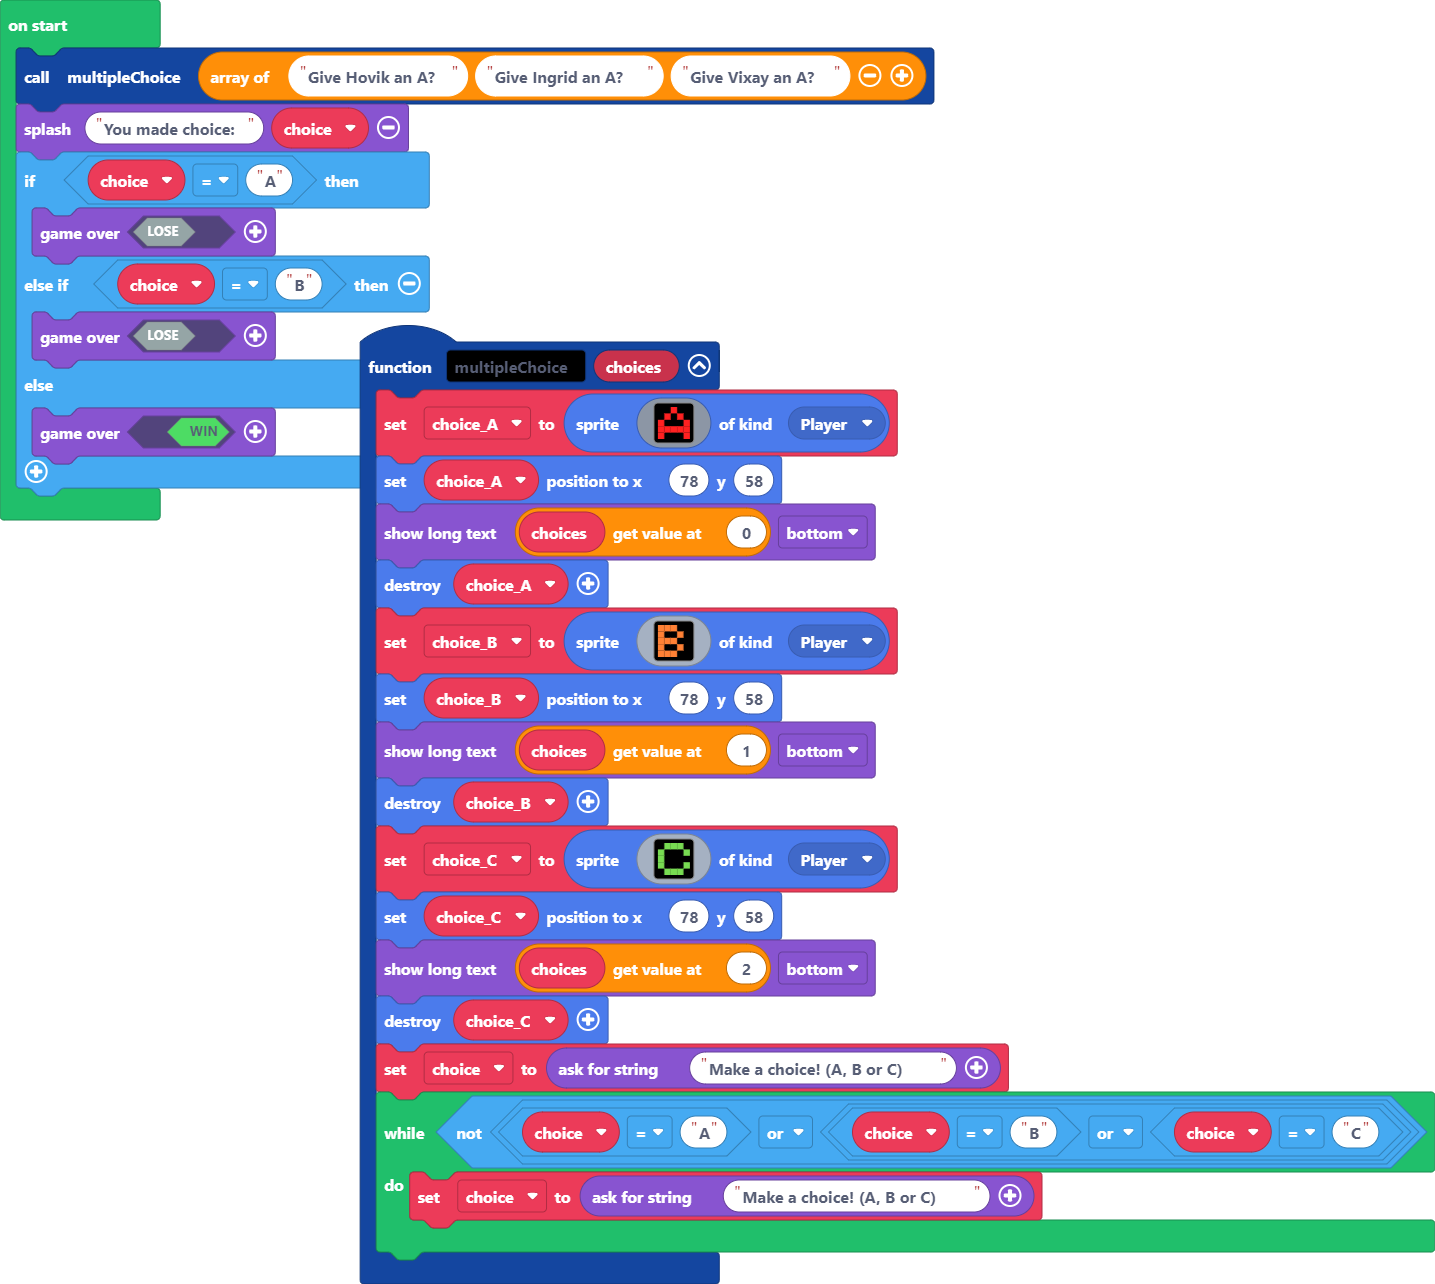 on start
call multipleChoice array of "Give Hovik an A?" "Give Ingrid an A?" "Give Vixay an A?"
splash "You made choice: " choice
if choice = "A" then
game over LOSE
else if choice = "B" then
game over LOSE
else
game over WIN
function multipleChoice choices
set choice_A to sprite A of kind Player
set choice_A position to x 78 y 58
show long text choices get value at 0 bottom
destroy choice_A
set choice_B to sprite B of kind Player
set choice_B position to x 78 y 58
show long text choices get value at 1 bottom
destroy choice_B
set choice_C to sprite C of kind Player
set choice_C position to x 78 y 58
show long text choices get value at 2 bottom
destroy choice_C
set choice to ask for string "Make a choice! (A, B or C)"
while not choice = "A" or choice = "B" or choice = "C"
do set choice to ask for string "Make a choice! (A, B or C)"